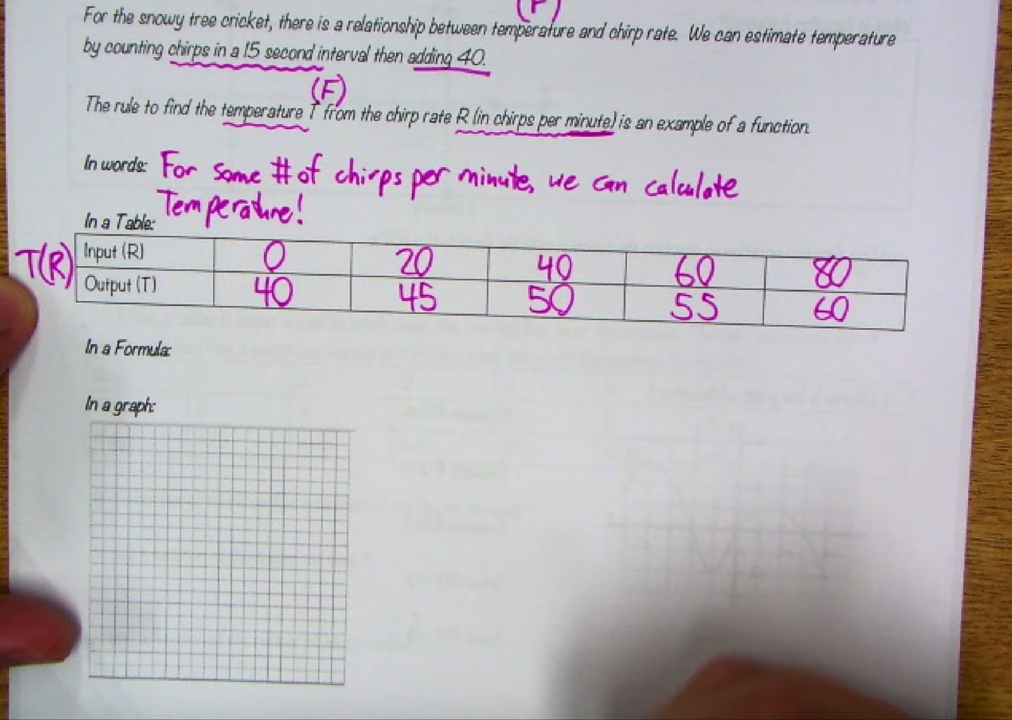 (F)
For the snowy tree cricket, there is a relationship between temperature and chirp rate. We can estimate temperature
by counting chirps in a 15 second interval then adding 40.
(F)
The rule to find the temperature T from the chirp rate R (in chirps per minute) is an example of a function.
In words: For some # of chirps per minute, we can calculate
Temperature!
In a Table:
T(R) Input (R) 0 20 40 60 80
Output (T) 40 45 50 55 60
In a Formula:
In a graph: